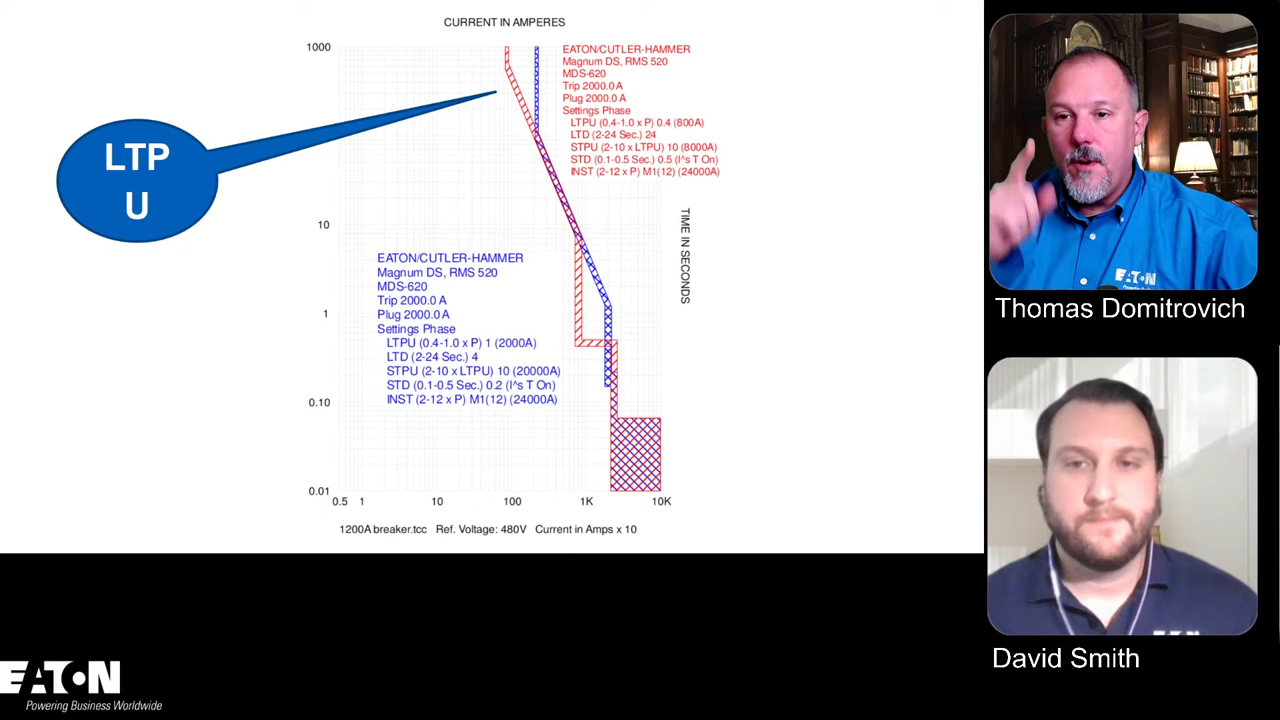 CURRENT IN AMPERES
1000
10
1
0.10
0.01
0.5 1 10 100 1K 10K
TIME IN SECONDS
1200A breaker.tcc Ref. Voltage: 480V Current in Amps x 10
LTP
U
EATON/CUTLER-HAMMER
Magnum DS, RMS 520
MDS-620
Trip 2000.0 A
Plug 2000.0 A
Settings Phase
LTPU (0.4-1.0 x P) 0.4 (800A)
LTD (2-24 Sec.) 24
STPU (2-10 x LTPU) 10 (8000A)
STD (0.1-0.5 Sec.) 0.5 (I^s T On)
INST (2-12 x P) M1(12) (24000A)
EATON/CUTLER-HAMMER
Magnum DS, RMS 520
MDS-620
Trip 2000.0 A
Plug 2000.0 A
Settings Phase
LTPU (0.4-1.0 x P) 1 (2000A)
LTD (2-24 Sec.) 4
STPU (2-10 x LTPU) 10 (20000A)
STD (0.1-0.5 Sec.) 0.2 (I^s T On)
INST (2-12 x P) M1(12) (24000A)
EATON
Thomas Domitrovich
David Smith
EATON
Powering Business Worldwide